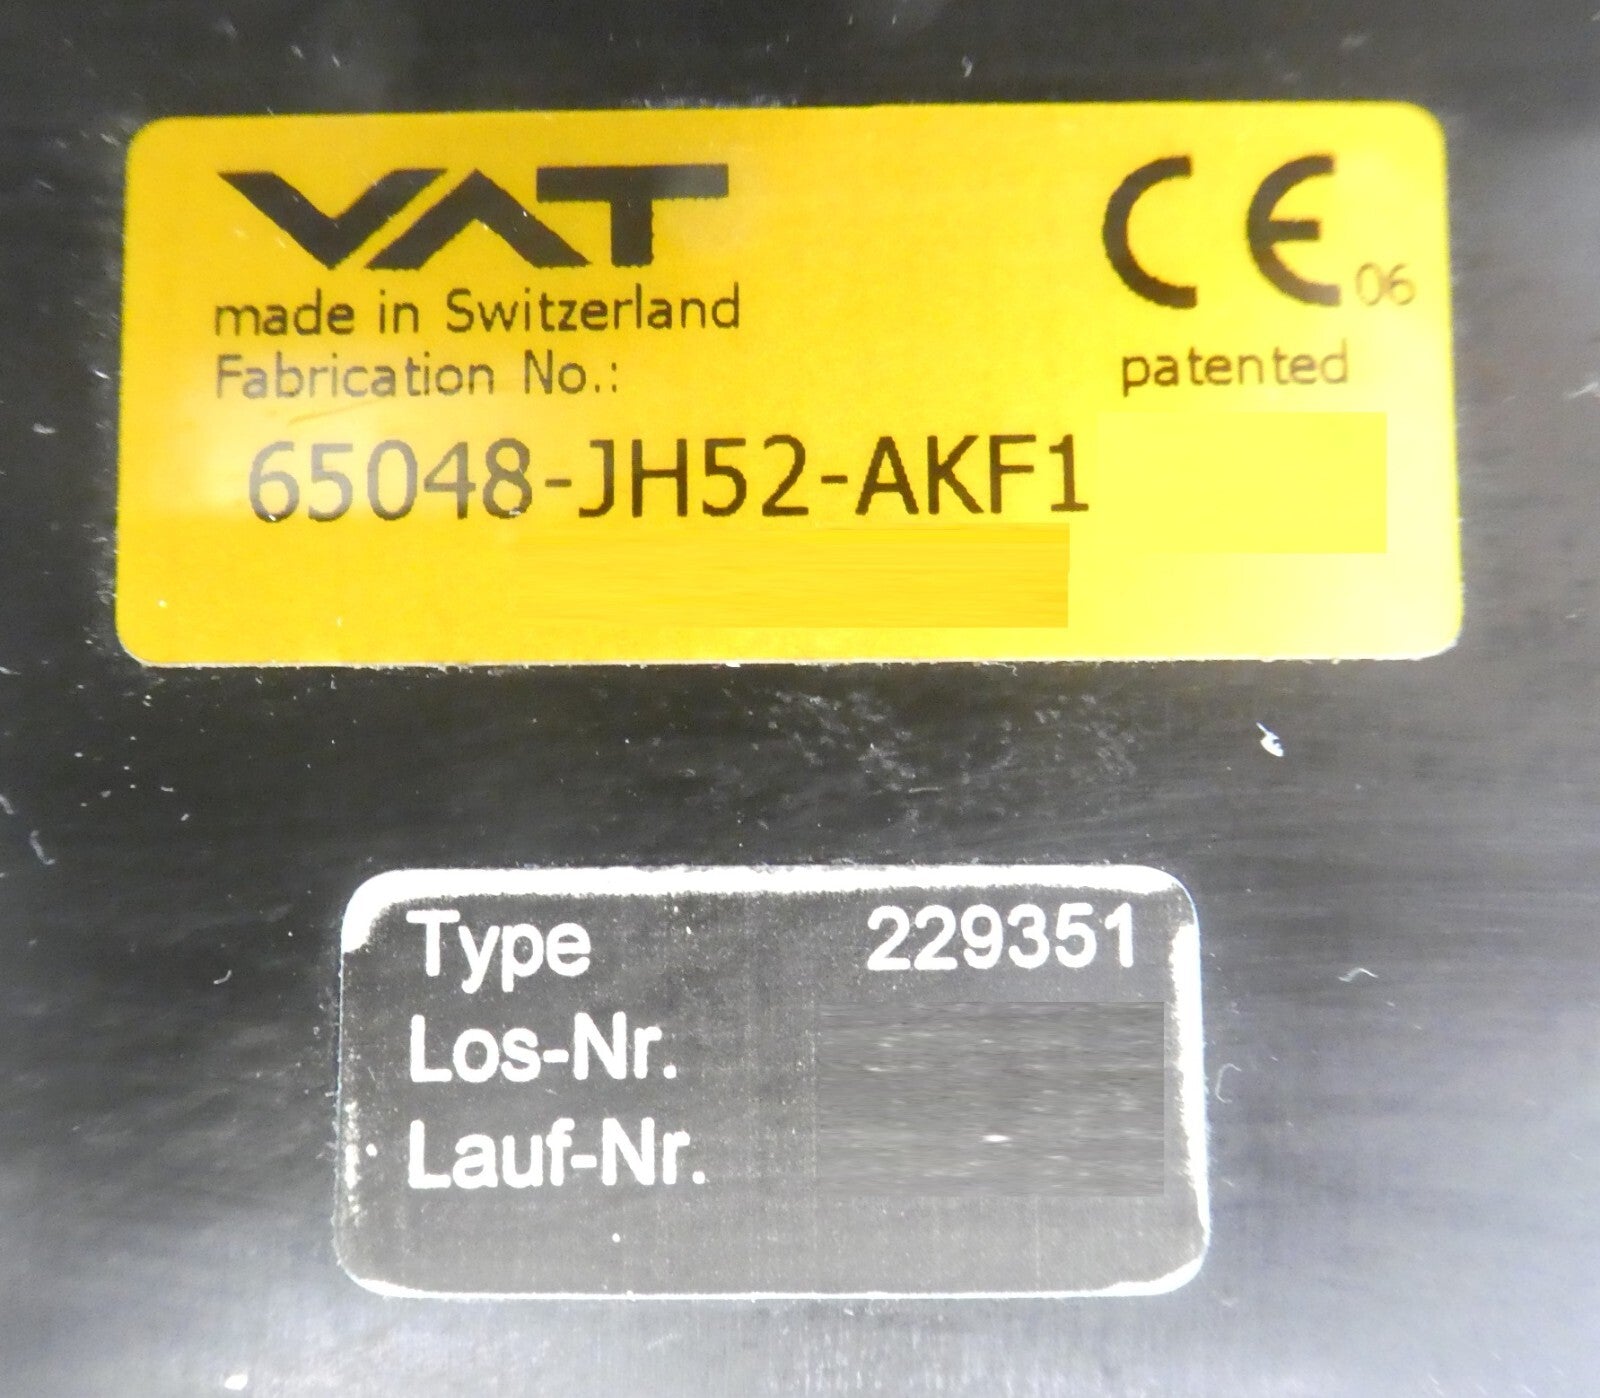 VAT
CE 06
made in Switzerland
Fabrication No.:
patented
65048-JH52-AKF1
Type 229351
Los-Nr.
Lauf-Nr.